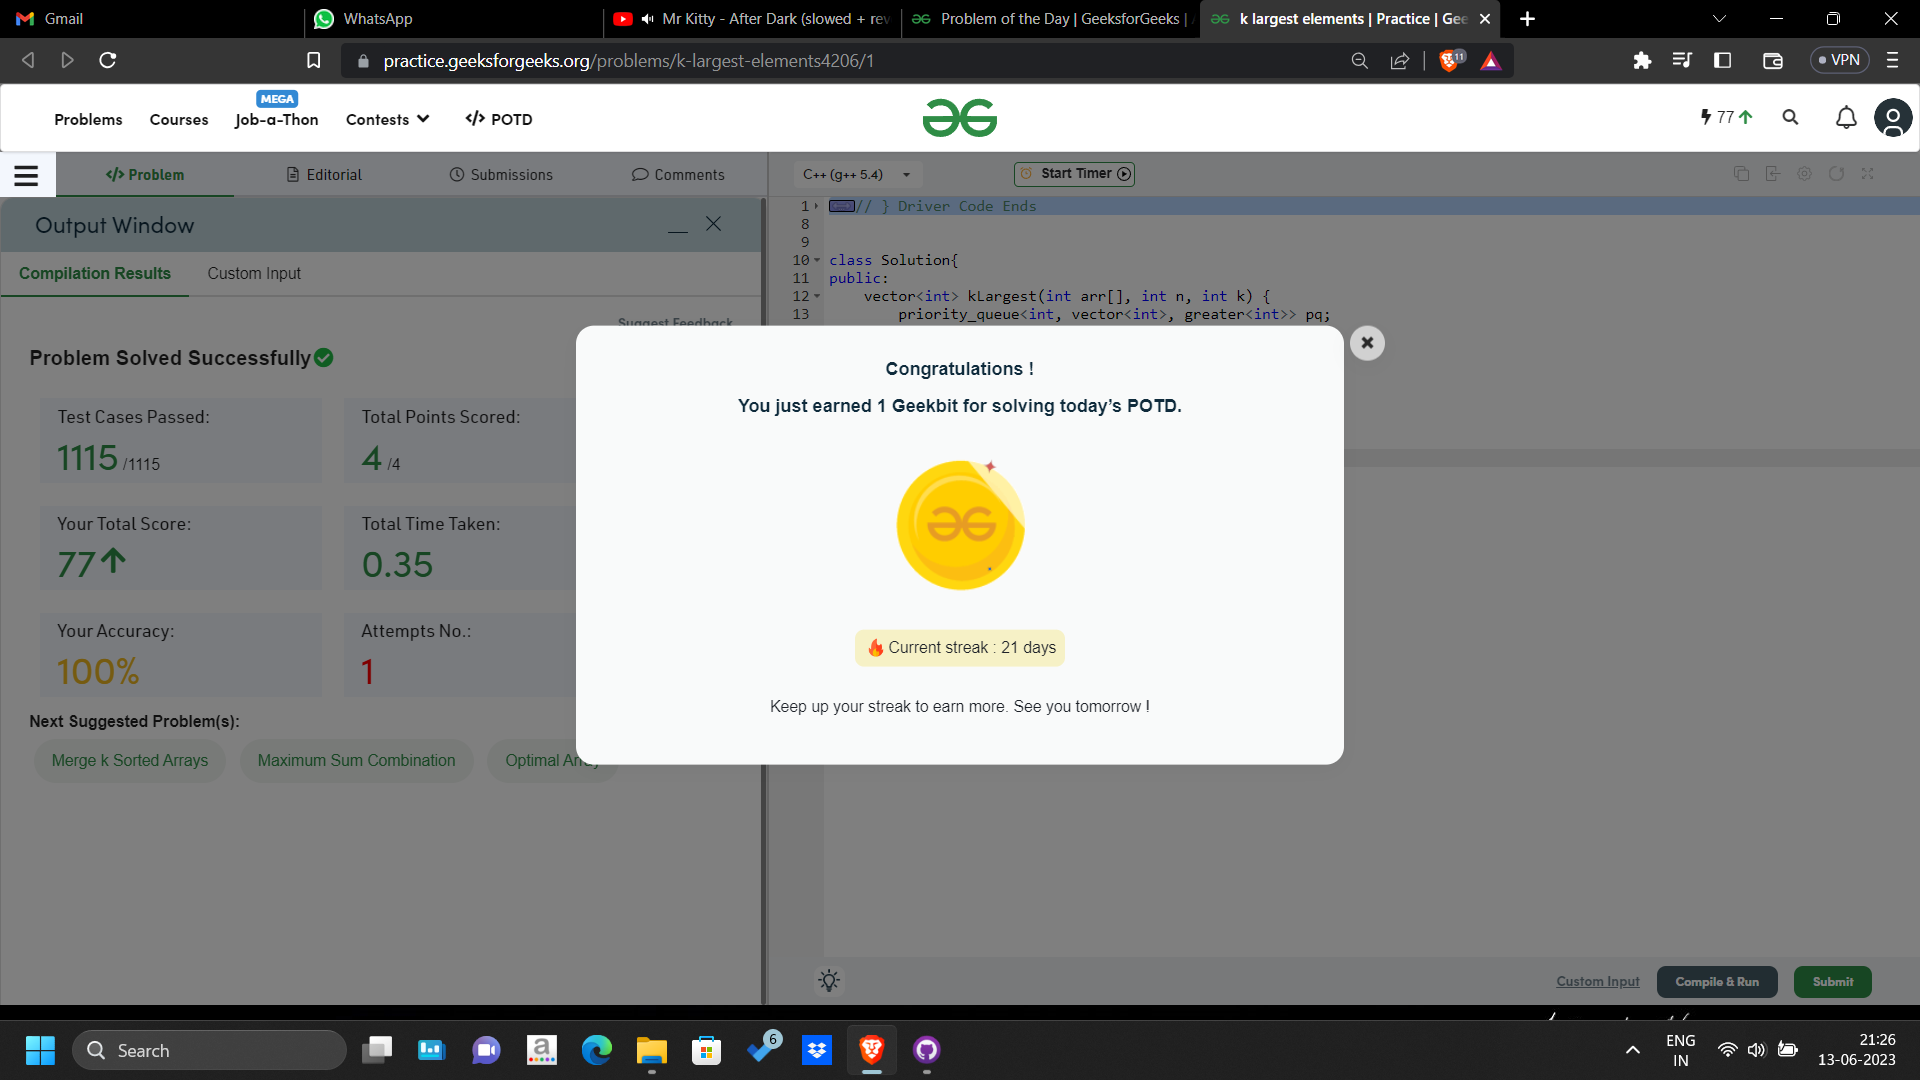 Gmail
WhatsApp
Mr Kitty - After Dark (slowed + rev
Problem of the Day | GeeksforGeeks |
k largest elements | Practice | Gee
practice.geeksforgeeks.org/problems/k-largest-elements4206/1
11
VPN
MEGA
Problems
Courses
Job-a-Thon
Contests
</> POTD
77
</> Problem
Editorial
Submissions
Comments
C++ (g++ 5.4)
Start Timer
Output Window
Compilation Results
Custom Input
Suggest Feedback
Problem Solved Successfully
Test Cases Passed:
1115 /1115
Total Points Scored:
4 /4
Your Total Score:
77
Total Time Taken:
0.35
Your Accuracy:
100%
Attempts No.:
1
Next Suggested Problem(s):
Merge k Sorted Arrays
Maximum Sum Combination
Optimal Array
1 // } Driver Code Ends
8
9
10 class Solution{
11 public:
12 vector<int> kLargest(int arr[], int n, int k) {
13 priority_queue<int, vector<int>, greater<int>> pq;
Congratulations !
You just earned 1 Geekbit for solving today’s POTD.
Current streak : 21 days
Keep up your streak to earn more. See you tomorrow !
Custom Input
Compile & Run
Submit
Search
6
ENG
IN
21:26
13-06-2023